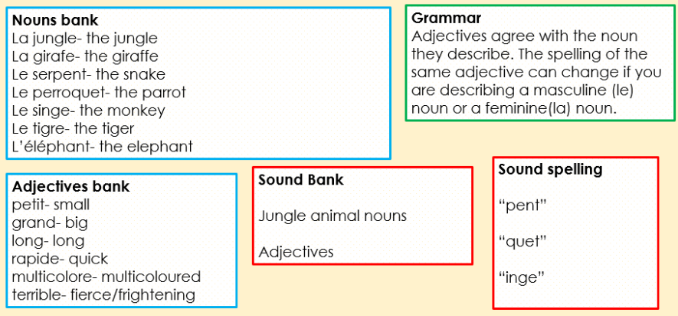 Nouns bank
La jungle- the jungle
La girafe- the giraffe
Le serpent- the snake
Le perroquet- the parrot
Le singe- the monkey
Le tigre- the tiger
L’éléphant- the elephant
Grammar
Adjectives agree with the noun
they describe. The spelling of the
same adjective can change if you
are describing a masculine (le)
noun or a feminine(la) noun.
Adjectives bank
petit- small
grand- big
long- long
rapide- quick
multicolore- multicoloured
terrible- fierce/frightening
Sound Bank
Jungle animal nouns
Adjectives
Sound spelling
“pent”
“quet”
“inge”